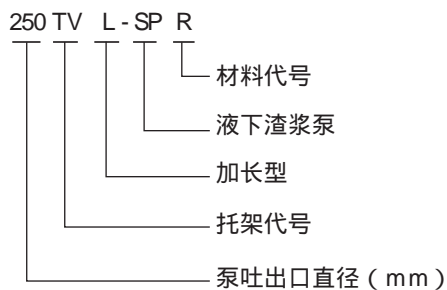 250 TV L - SP R
材料代号
液下渣浆泵
加长型
托架代号
泵吐出口直径（mm）